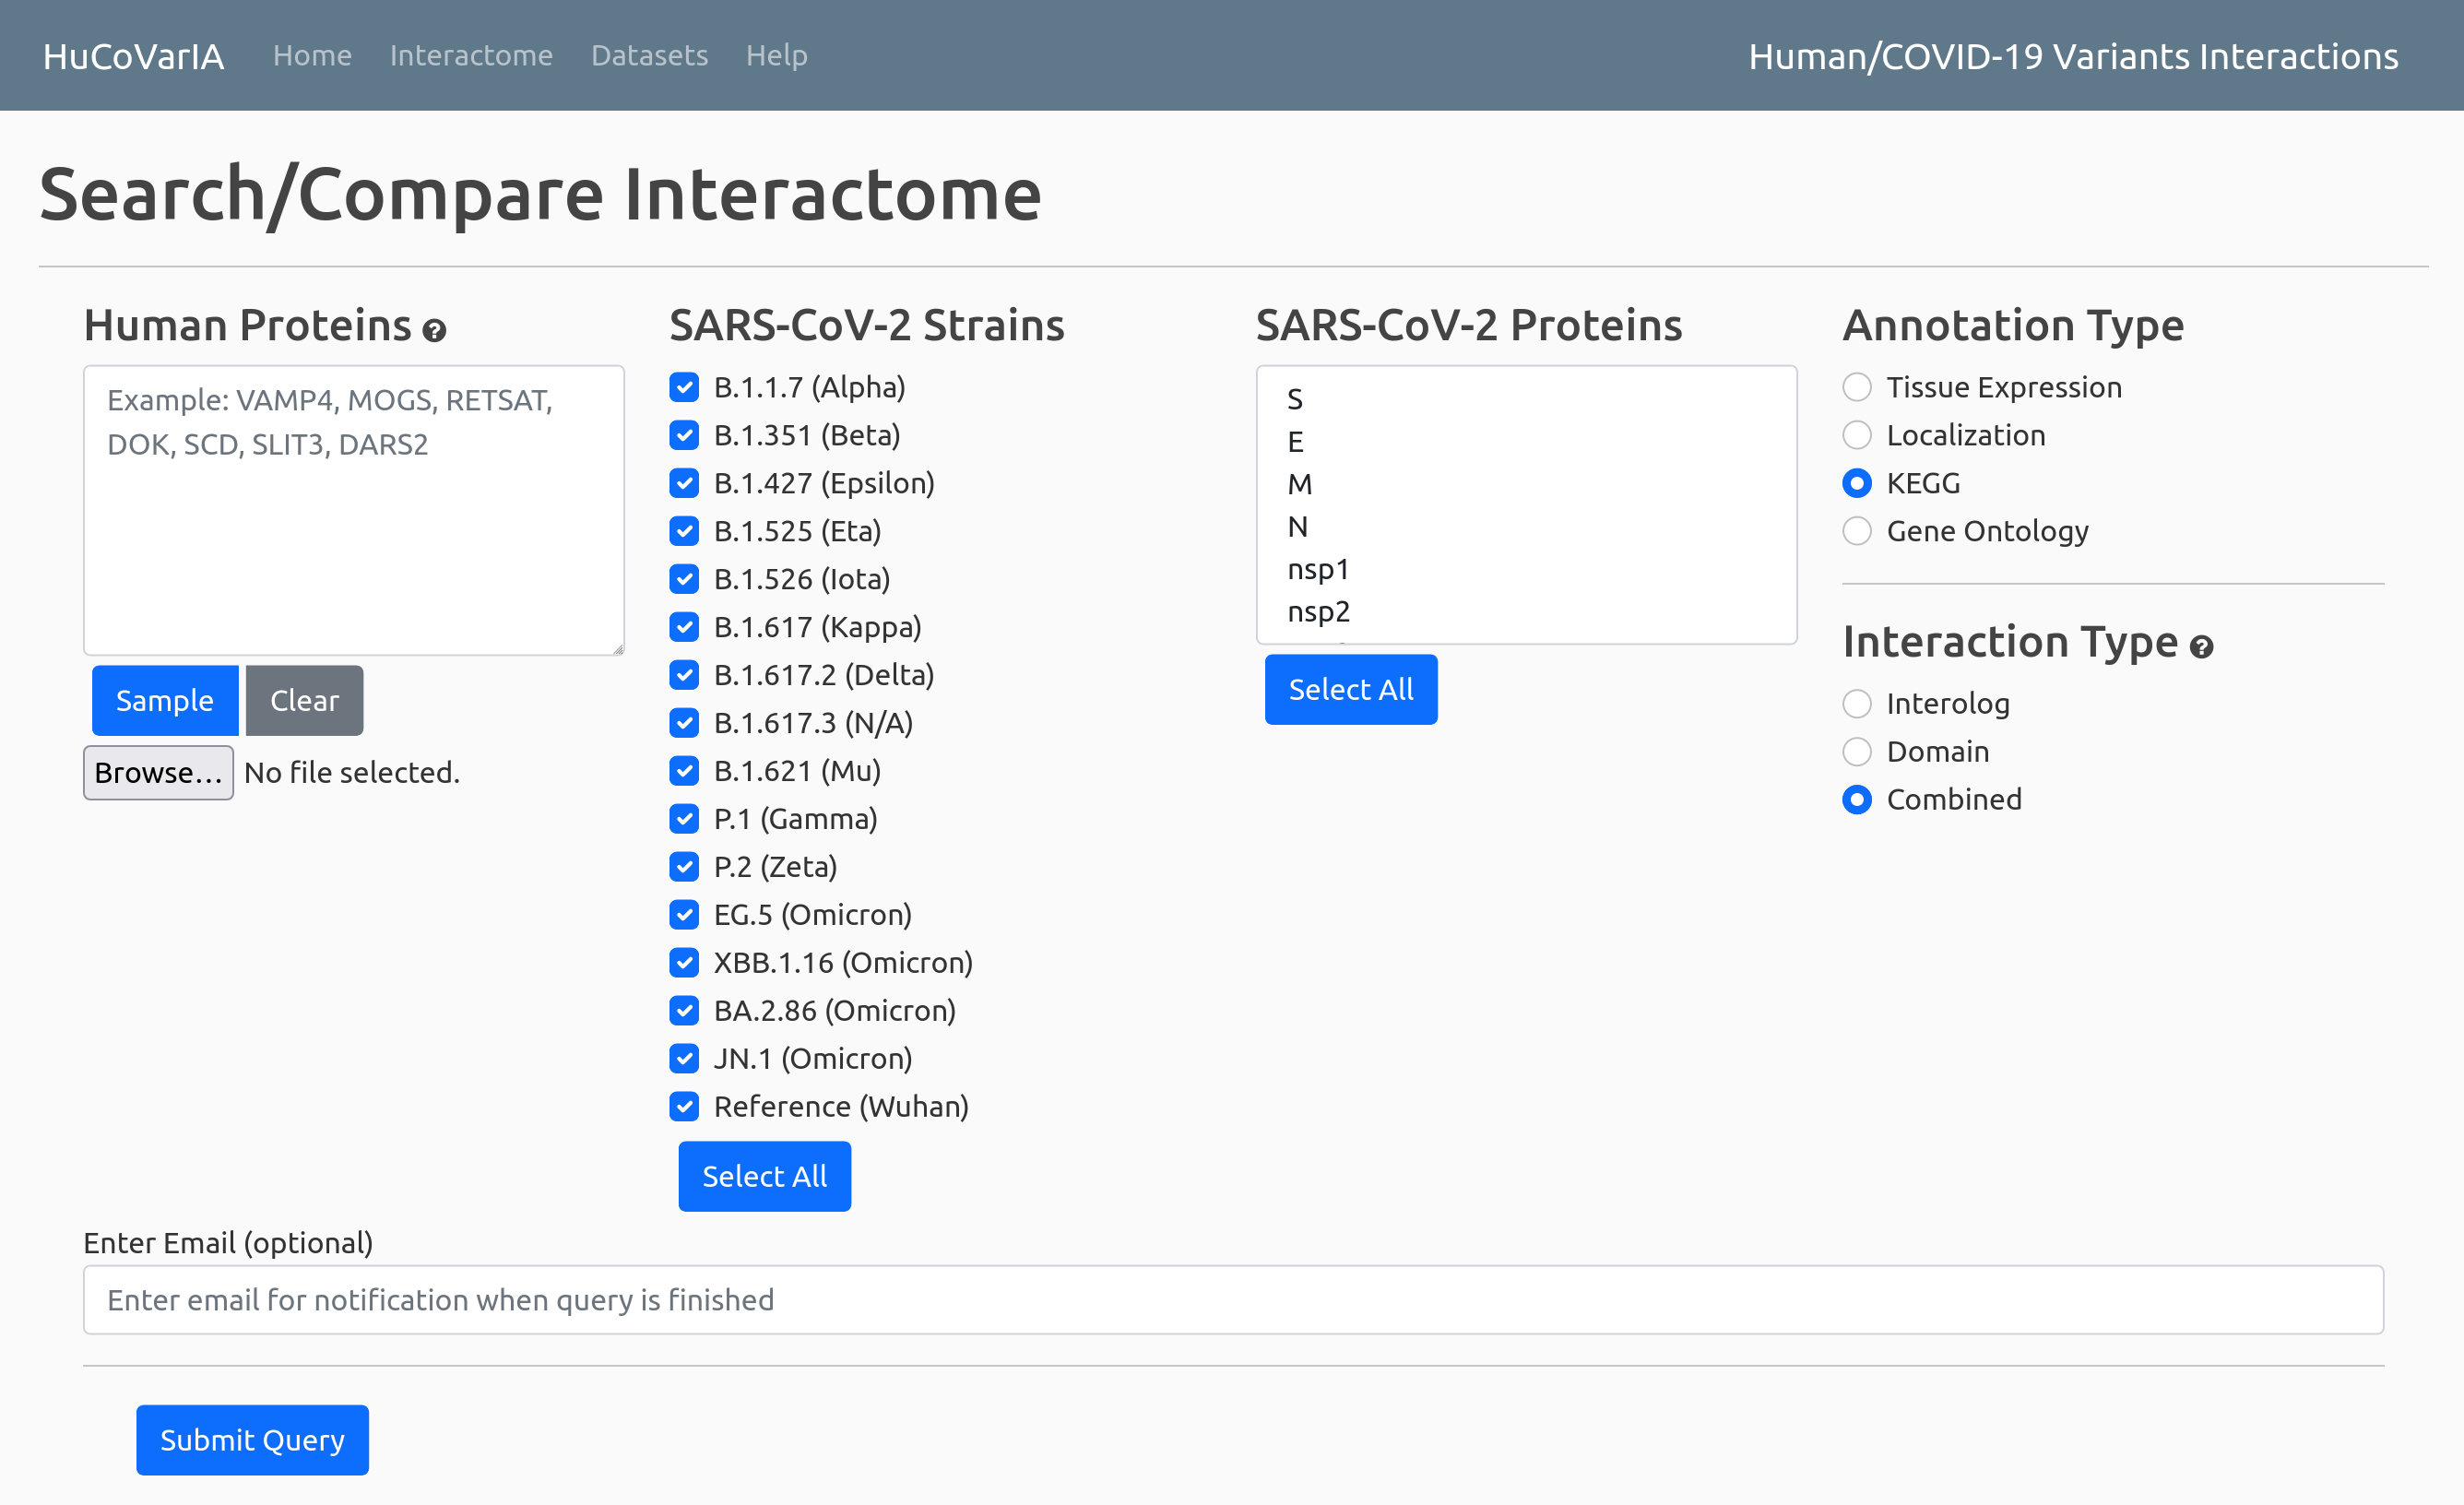 HuCoVarIA Home Interactome Datasets Help Human/COVID-19 Variants Interactions
Search/Compare Interactome
Human Proteins
Example: VAMP4, MOGS, RETSAT,
DOK, SCD, SLIT3, DARS2
Sample Clear
Browse... No file selected.
SARS-CoV-2 Strains
B.1.1.7 (Alpha)
B.1.351 (Beta)
B.1.427 (Epsilon)
B.1.525 (Eta)
B.1.526 (Iota)
B.1.617 (Kappa)
B.1.617.2 (Delta)
B.1.617.3 (N/A)
B.1.621 (Mu)
P.1 (Gamma)
P.2 (Zeta)
EG.5 (Omicron)
XBB.1.16 (Omicron)
BA.2.86 (Omicron)
JN.1 (Omicron)
Reference (Wuhan)
Select All
SARS-CoV-2 Proteins
S
E
M
N
nsp1
nsp2
Select All
Annotation Type
Tissue Expression
Localization
KEGG
Gene Ontology
Interaction Type
Interolog
Domain
Combined
Enter Email (optional)
Enter email for notification when query is finished
Submit Query